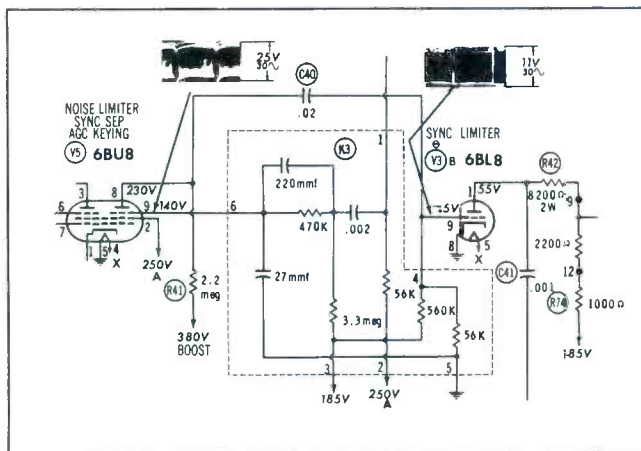 25V
30~
11V
30~
C40
.02
NOISE LIMITER
SYNC SEP
AGC KEYING
V5 6BU8
K3
1
SYNC LIMITER
V3 B 6BL8
R42
3
8
230V
220mmf
1
55V
8200Ω
2W
9
6
7
9
2
140V
6
470K
.002
.5V
9
8
5
X
2200Ω
1
5
4
X
250V
A
27mmf
C41
.001
12
R41
2.2
meg
56K
4
560K
R74
1000Ω
3.3 meg
56K
380V
BOOST
3
2
5
185V
185V
250V
A